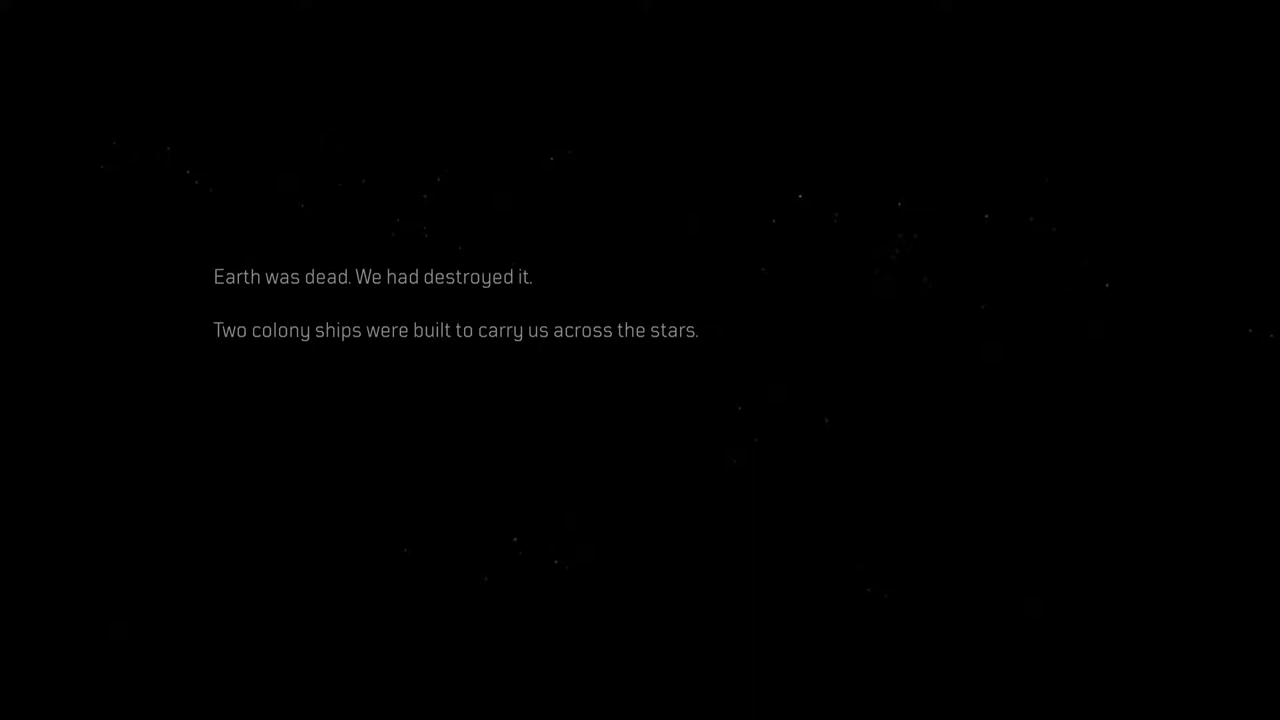 Earth was dead. We had destroyed it.
Two colony ships were built to carry us across the stars.